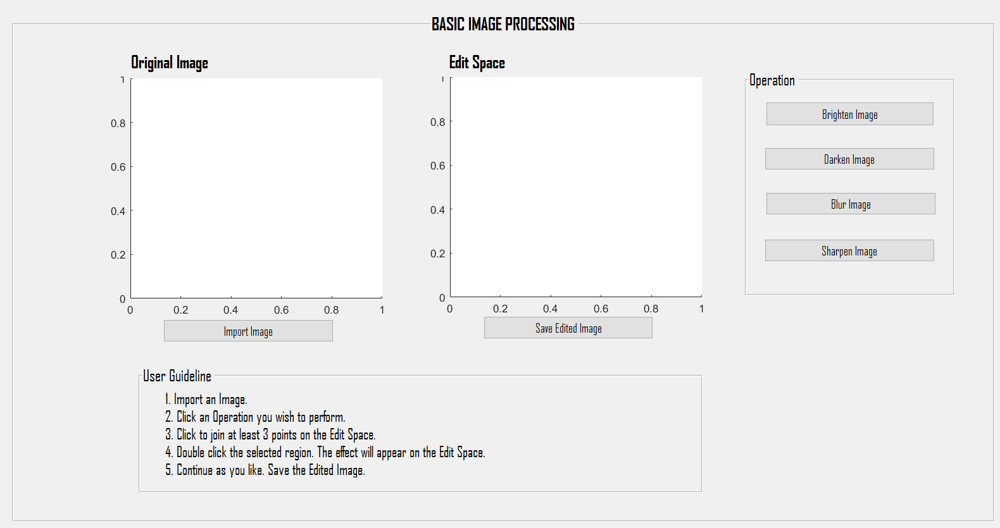 BASIC IMAGE PROCESSING
Original Image
1
0.8
0.6
0.4
0.2
0
0 0.2 0.4 0.6 0.8 1
Import Image
Edit Space
1
0.8
0.6
0.4
0.2
0
0 0.2 0.4 0.6 0.8 1
Save Edited Image
Operation
Brighten Image
Darken Image
Blur Image
Sharpen Image
User Guideline
1. Import an Image.
2. Click an Operation you wish to perform.
3. Click to join at least 3 points on the Edit Space.
4. Double click the selected region. The effect will appear on the Edit Space.
5. Continue as you like. Save the Edited Image.